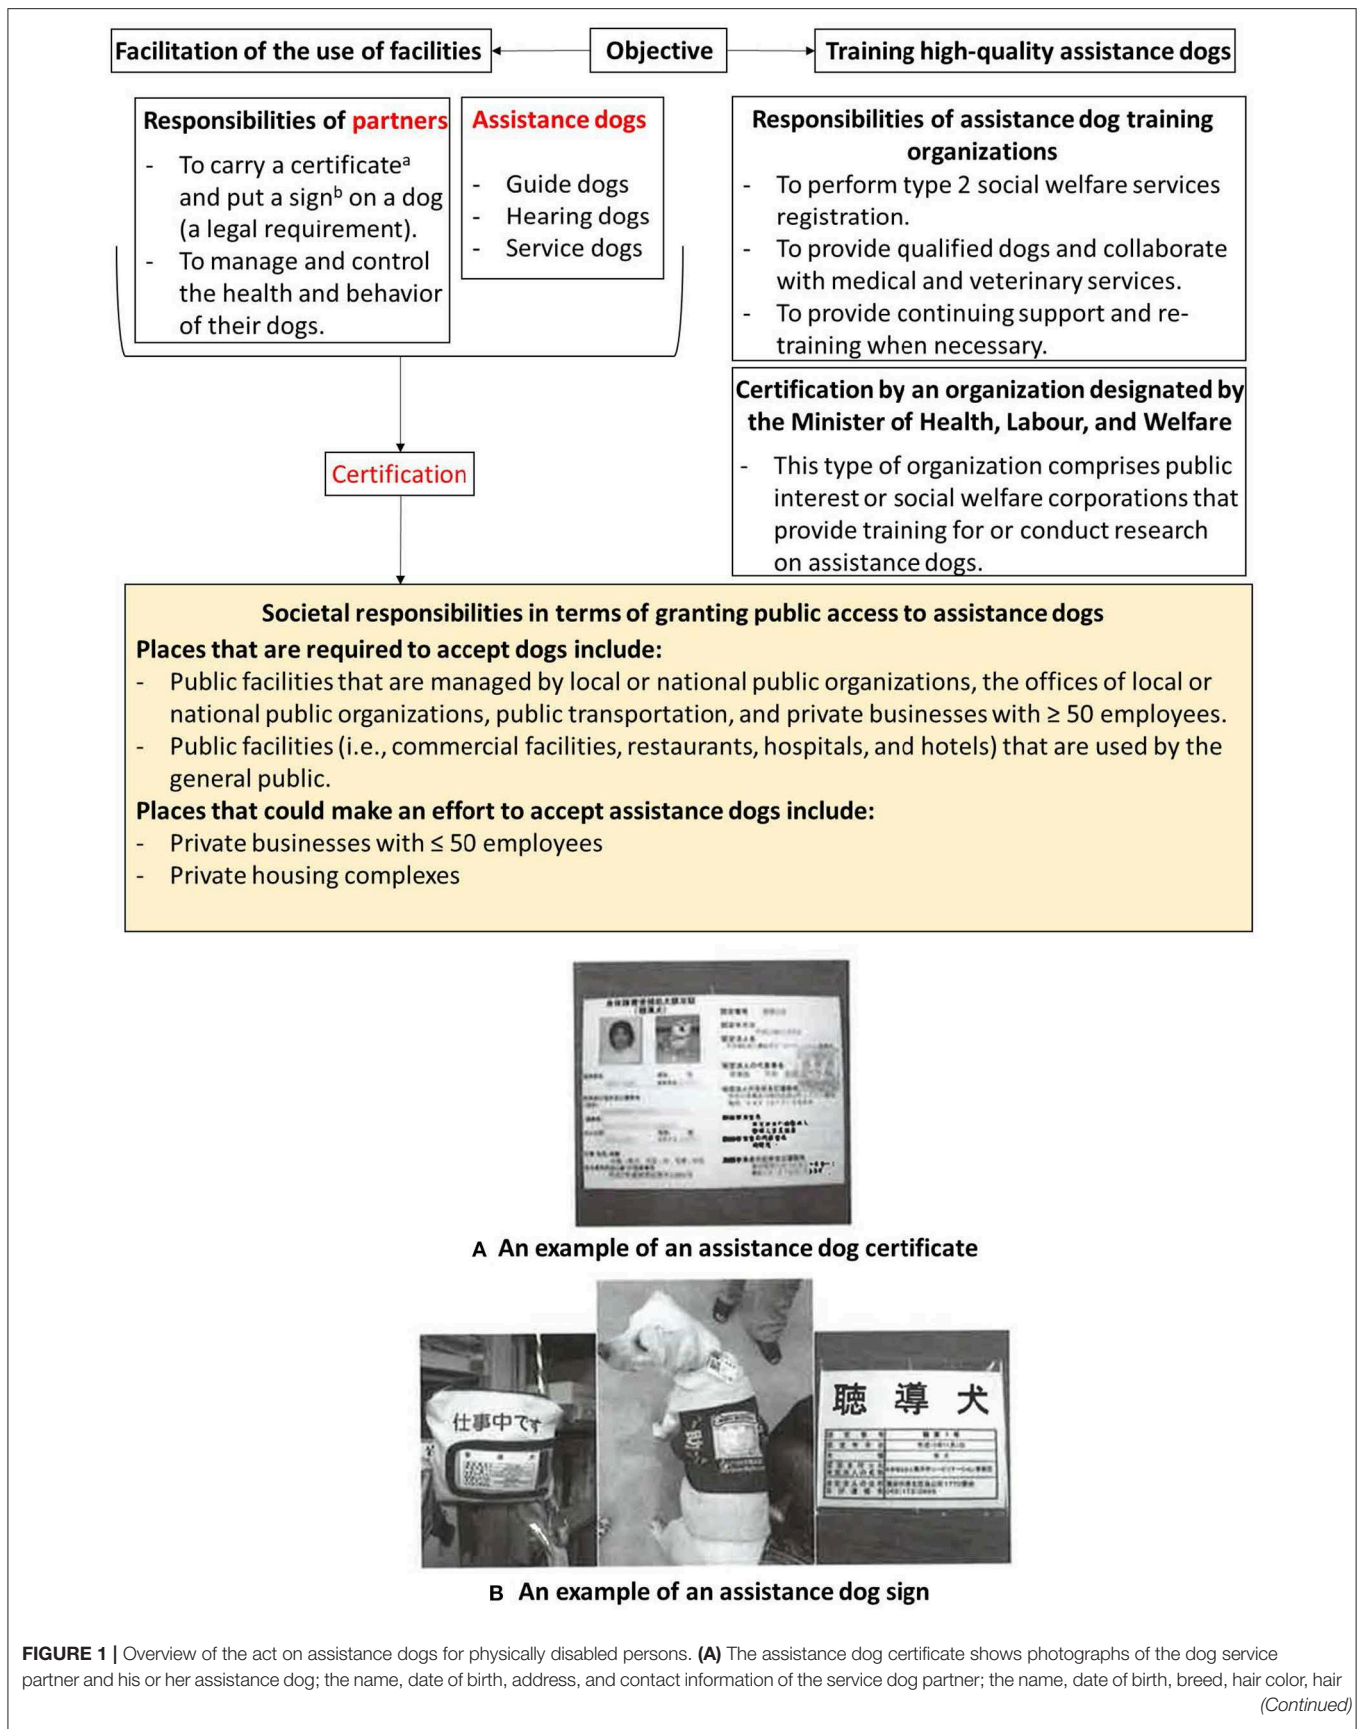 Facilitation of the use of facilities
Objective
Training high-quality assistance dogs
Responsibilities of partners
- To carry a certificateᵃ
and put a signᵇ on a dog
(a legal requirement).
- To manage and control
the health and behavior
of their dogs.
Assistance dogs
- Guide dogs
- Hearing dogs
- Service dogs
Responsibilities of assistance dog training
organizations
- To perform type 2 social welfare services
registration.
- To provide qualified dogs and collaborate
with medical and veterinary services.
- To provide continuing support and re-
training when necessary.
Certification by an organization designated by
the Minister of Health, Labour, and Welfare
- This type of organization comprises public
interest or social welfare corporations that
provide training for or conduct research
on assistance dogs.
Certification
Societal responsibilities in terms of granting public access to assistance dogs
Places that are required to accept dogs include:
- Public facilities that are managed by local or national public organizations, the offices of local or
national public organizations, public transportation, and private businesses with ≥ 50 employees.
- Public facilities (i.e., commercial facilities, restaurants, hospitals, and hotels) that are used by the
general public.
Places that could make an effort to accept assistance dogs include:
- Private businesses with ≤ 50 employees
- Private housing complexes
A An example of an assistance dog certificate
仕事中です
聴導犬
B An example of an assistance dog sign
FIGURE 1 | Overview of the act on assistance dogs for physically disabled persons. (A) The assistance dog certificate shows photographs of the dog service
partner and his or her assistance dog; the name, date of birth, address, and contact information of the service dog partner; the name, date of birth, breed, hair color, hair
(Continued)